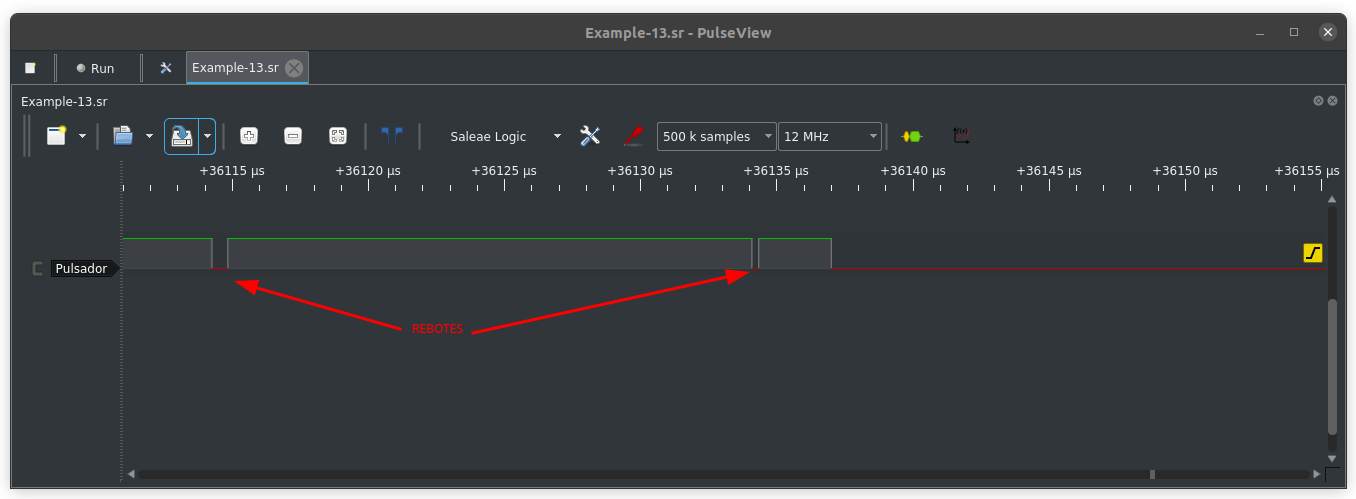 Example-13.sr - PulseView
Run
Example-13.sr
Example-13.sr
Saleae Logic
500 k samples
12 MHz
+36115 µs +36120 µs +36125 µs +36130 µs +36135 µs +36140 µs +36145 µs +36150 µs +36155 µs
Pulsador
REBOTES